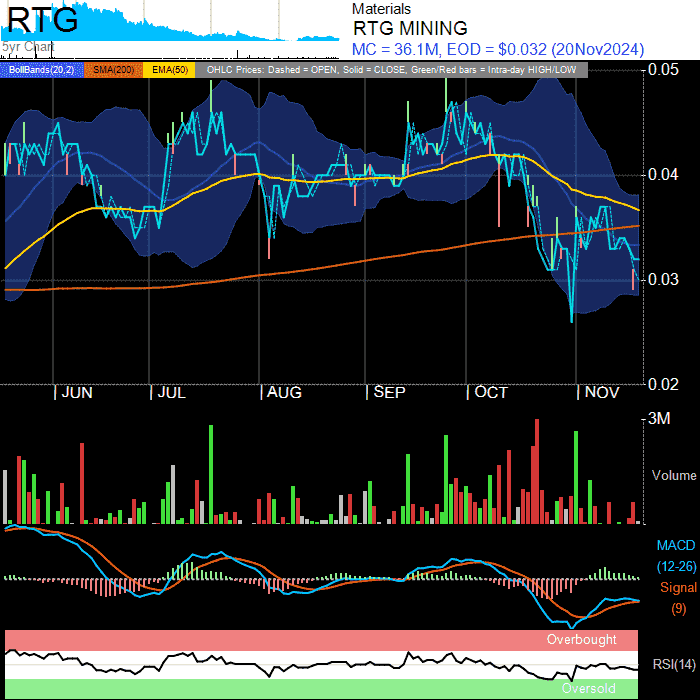 RTG
5yr Chart
Materials
RTG MINING
MC = 36.1M, EOD = $0.032 (20Nov2024)
BollBands(20,2) SMA(200) EMA(50) OHLC Prices: Dashed = OPEN, Solid = CLOSE, Green/Red bars = Intra-day HIGH/LOW
0.05
0.04
0.03
0.02
JUN JUL AUG SEP OCT NOV
3M
Volume
MACD
(12-26)
Signal
(9)
Overbought
RSI(14)
Oversold